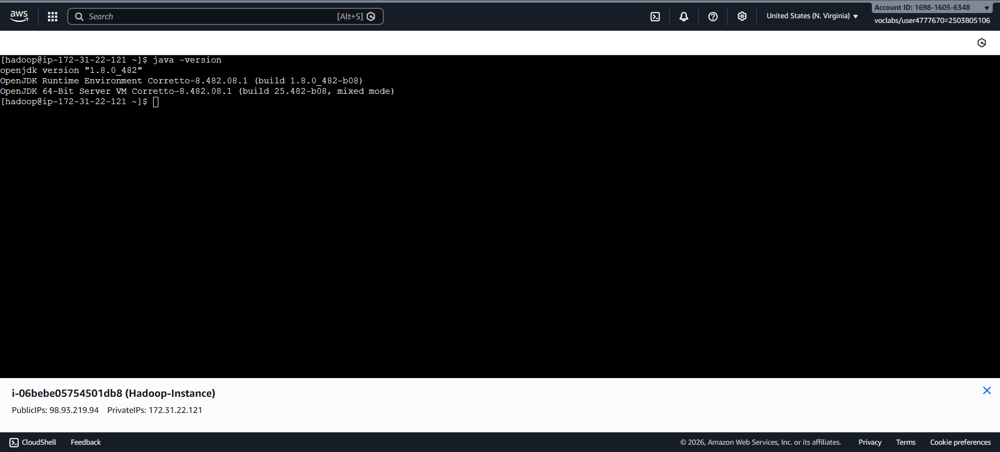 aws
Search [Alt+S]
United States (N. Virginia)
Account ID: 1698-1605-6348
voclabs/user4777670=2503B05106
[hadoop@ip-172-31-22-121 ~]$ java -version
openjdk version "1.8.0_482"
OpenJDK Runtime Environment Corretto-8.482.08.1 (build 1.8.0_482-b08)
OpenJDK 64-Bit Server VM Corretto-8.482.08.1 (build 25.482-b08, mixed mode)
[hadoop@ip-172-31-22-121 ~]$
i-06bebe05754501db8 (Hadoop-Instance)
PublicIPs: 98.93.219.94 PrivateIPs: 172.31.22.121
CloudShell Feedback © 2026, Amazon Web Services, Inc. or its affiliates. Privacy Terms Cookie preferences